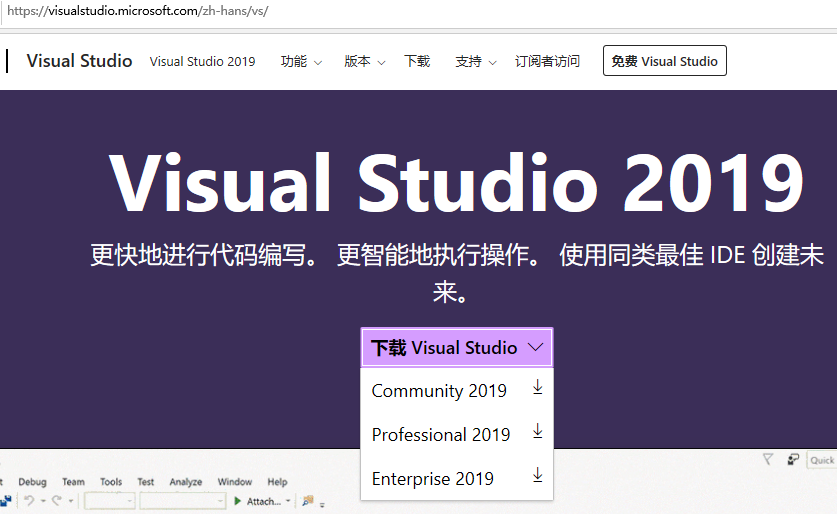 https://visualstudio.microsoft.com/zh-hans/vs/
Visual Studio Visual Studio 2019 功能 版本 下载 支持 订阅者访问 免费 Visual Studio
Visual Studio 2019
更快地进行代码编写。 更智能地执行操作。 使用同类最佳 IDE 创建未
来。
下载 Visual Studio
Community 2019
Professional 2019
Enterprise 2019
Quick
t Debug Team Tools Test Analyze Window Help
Attach...